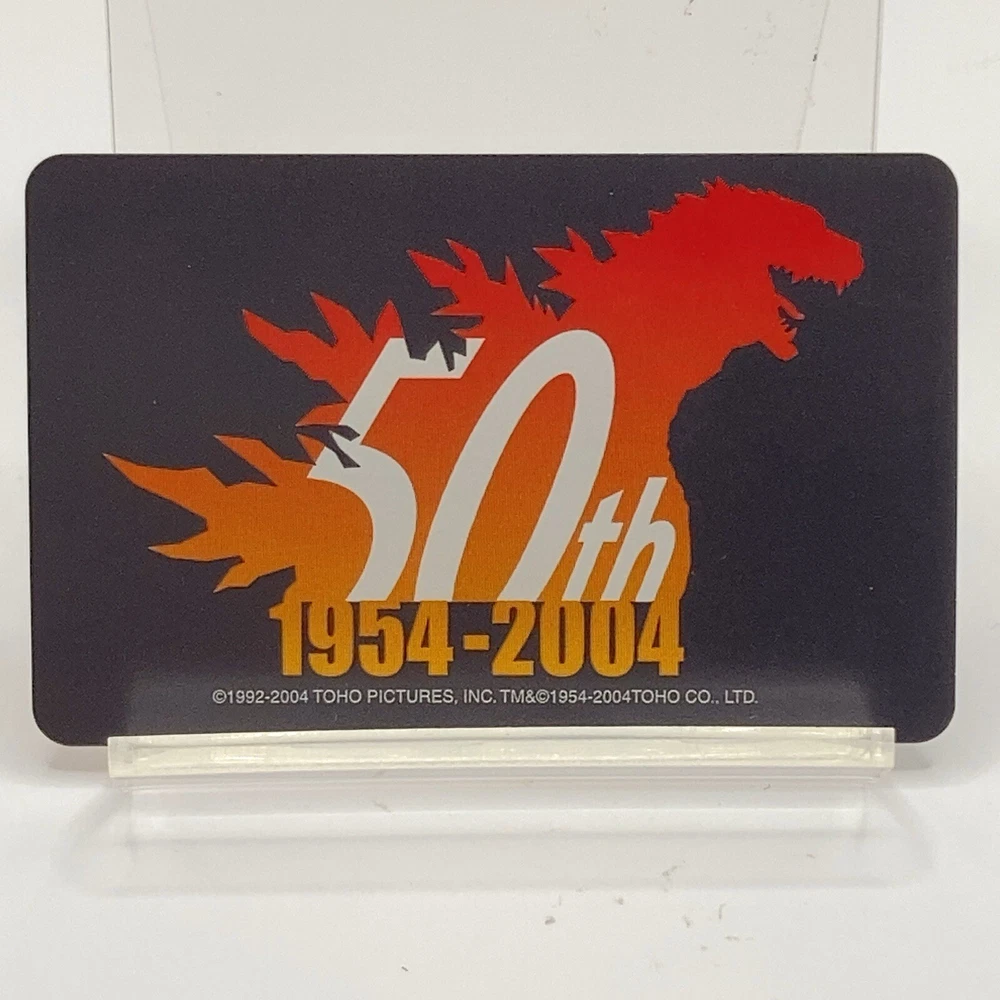 50th
1954-2004
©1992-2004 TOHO PICTURES, INC. TM&©1954-2004TOHO CO., LTD.